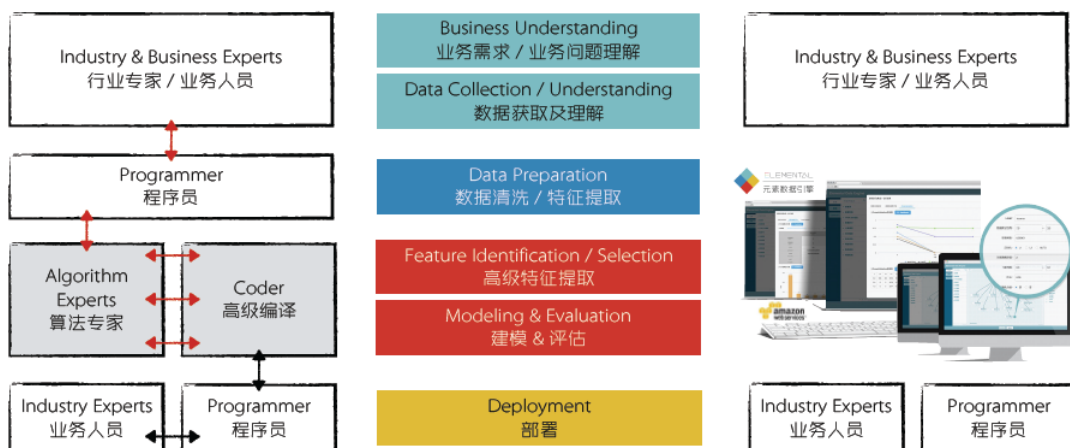 Industry & Business Experts
行业专家 / 业务人员
Programmer
程序员
Algorithm
Experts
算法专家
Coder
高级编译
Industry Experts
业务人员
Programmer
程序员
Business Understanding
业务需求 / 业务问题理解
Data Collection / Understanding
数据获取及理解
Data Preparation
数据清洗 / 特征提取
Feature Identification / Selection
高级特征提取
Modeling & Evaluation
建模 & 评估
Deployment
部署
Industry & Business Experts
行业专家 / 业务人员
ELEMENTAL
元素数据引擎
amazon
web services
Industry Experts
业务人员
Programmer
程序员